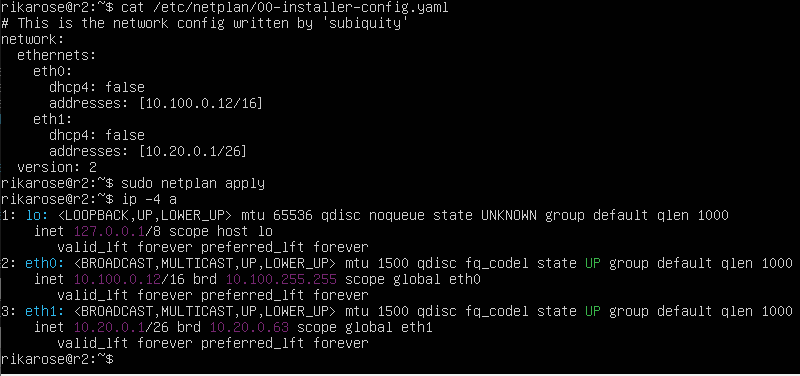 rikarose@r2:~$ cat /etc/netplan/00-installer-config.yaml
# This is the network config written by 'subiquity'
network:
  ethernets:
    eth0:
      dhcp4: false
      addresses: [10.100.0.12/16]
    eth1:
      dhcp4: false
      addresses: [10.20.0.1/26]
  version: 2
rikarose@r2:~$ sudo netplan apply
rikarose@r2:~$ ip -4 a
1: lo: <LOOPBACK,UP,LOWER_UP> mtu 65536 qdisc noqueue state UNKNOWN group default qlen 1000
    inet 127.0.0.1/8 scope host lo
       valid_lft forever preferred_lft forever
2: eth0: <BROADCAST,MULTICAST,UP,LOWER_UP> mtu 1500 qdisc fq_codel state UP group default qlen 1000
    inet 10.100.0.12/16 brd 10.100.255.255 scope global eth0
       valid_lft forever preferred_lft forever
3: eth1: <BROADCAST,MULTICAST,UP,LOWER_UP> mtu 1500 qdisc fq_codel state UP group default qlen 1000
    inet 10.20.0.1/26 brd 10.20.0.63 scope global eth1
       valid_lft forever preferred_lft forever
rikarose@r2:~$